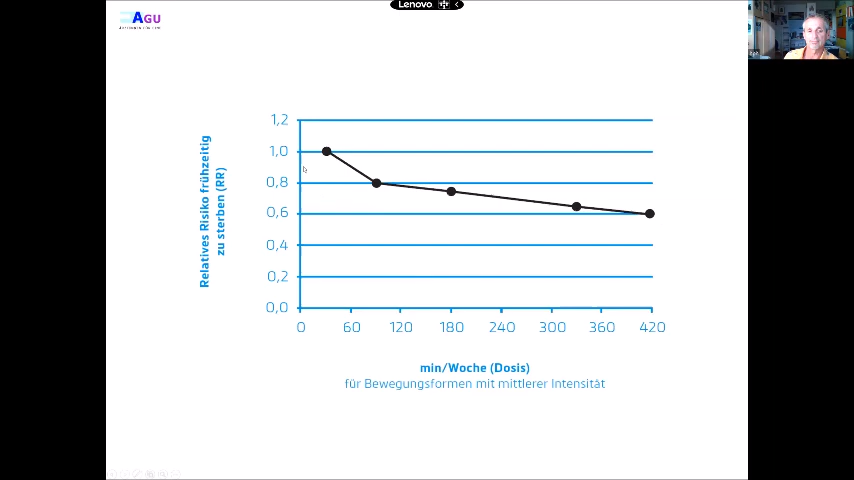 Lenovo
AGU
1,2
1,0
0,8
0,6
0,4
0,2
0,0
Relatives Risiko frühzeitig
zu sterben (RR)
0 60 120 180 240 300 360 420
min/Woche (Dosis)
für Bewegungsformen mit mittlerer Intensität